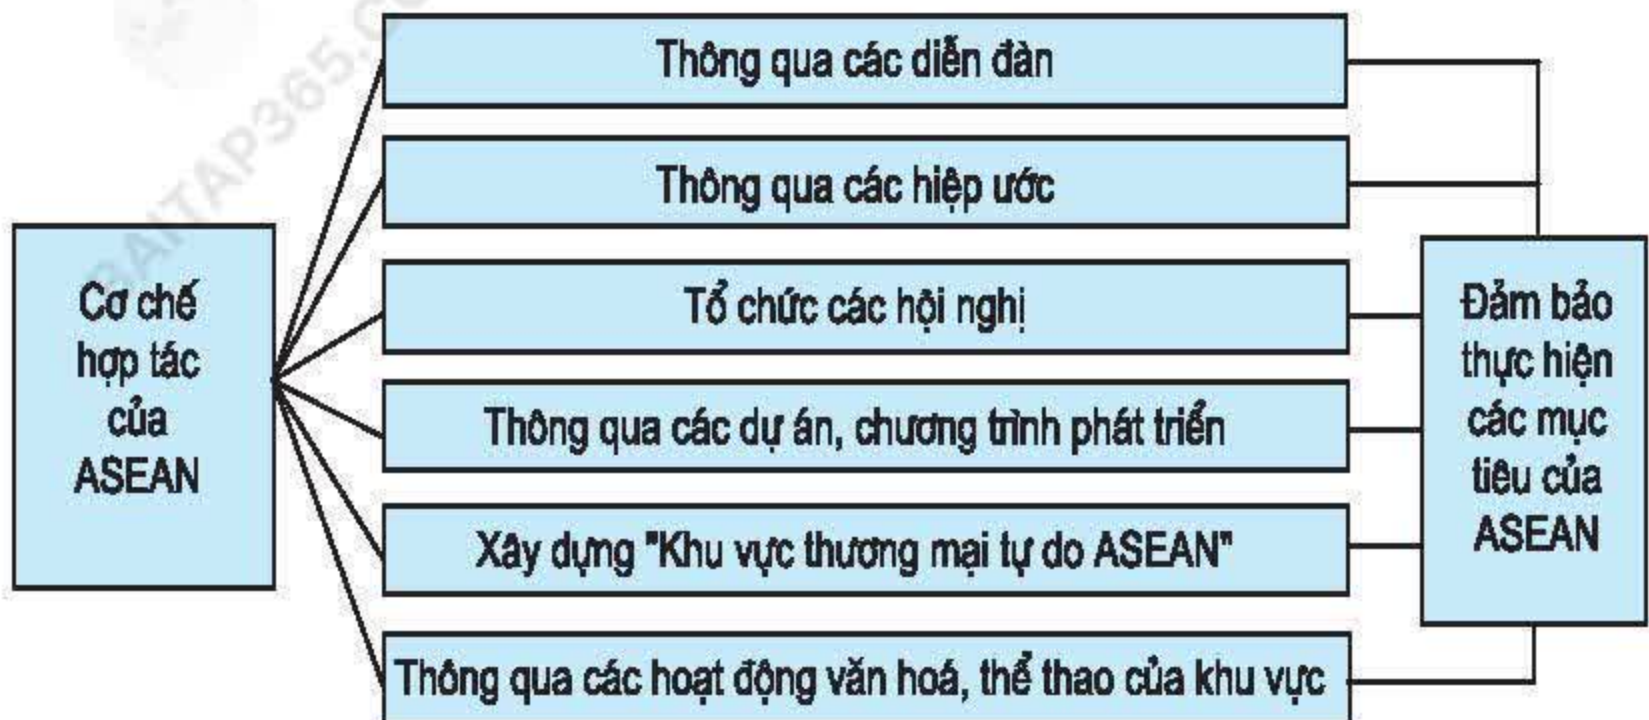 BAITAP365.CO
Thông qua các diễn đàn
Thông qua các hiệp ước
Cơ chế
hợp tác
của
ASEAN
Tổ chức các hội nghị
Thông qua các dự án, chương trình phát triển
Xây dựng "Khu vực thương mại tự do ASEAN"
Thông qua các hoạt động văn hoá, thể thao của khu vực
Đảm bảo
thực hiện
các mục
tiêu của
ASEAN